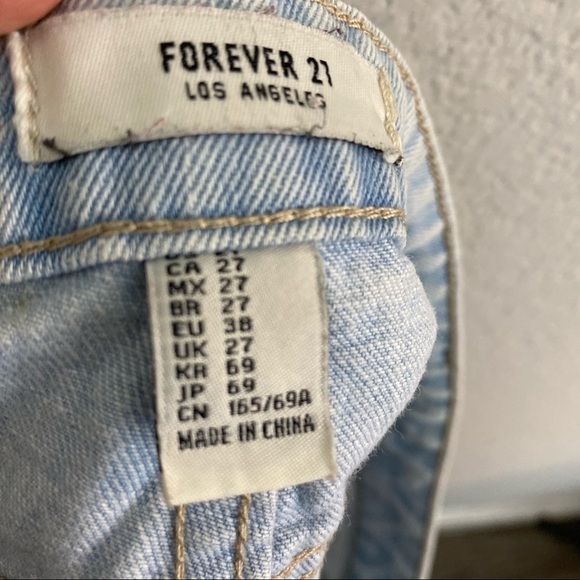 FOREVER 21
LOS ANGELES
CA 27
MX 27
BR 27
EU 38
UK 27
KR 69
JP 69
CN 165/69A
MADE IN CHINA